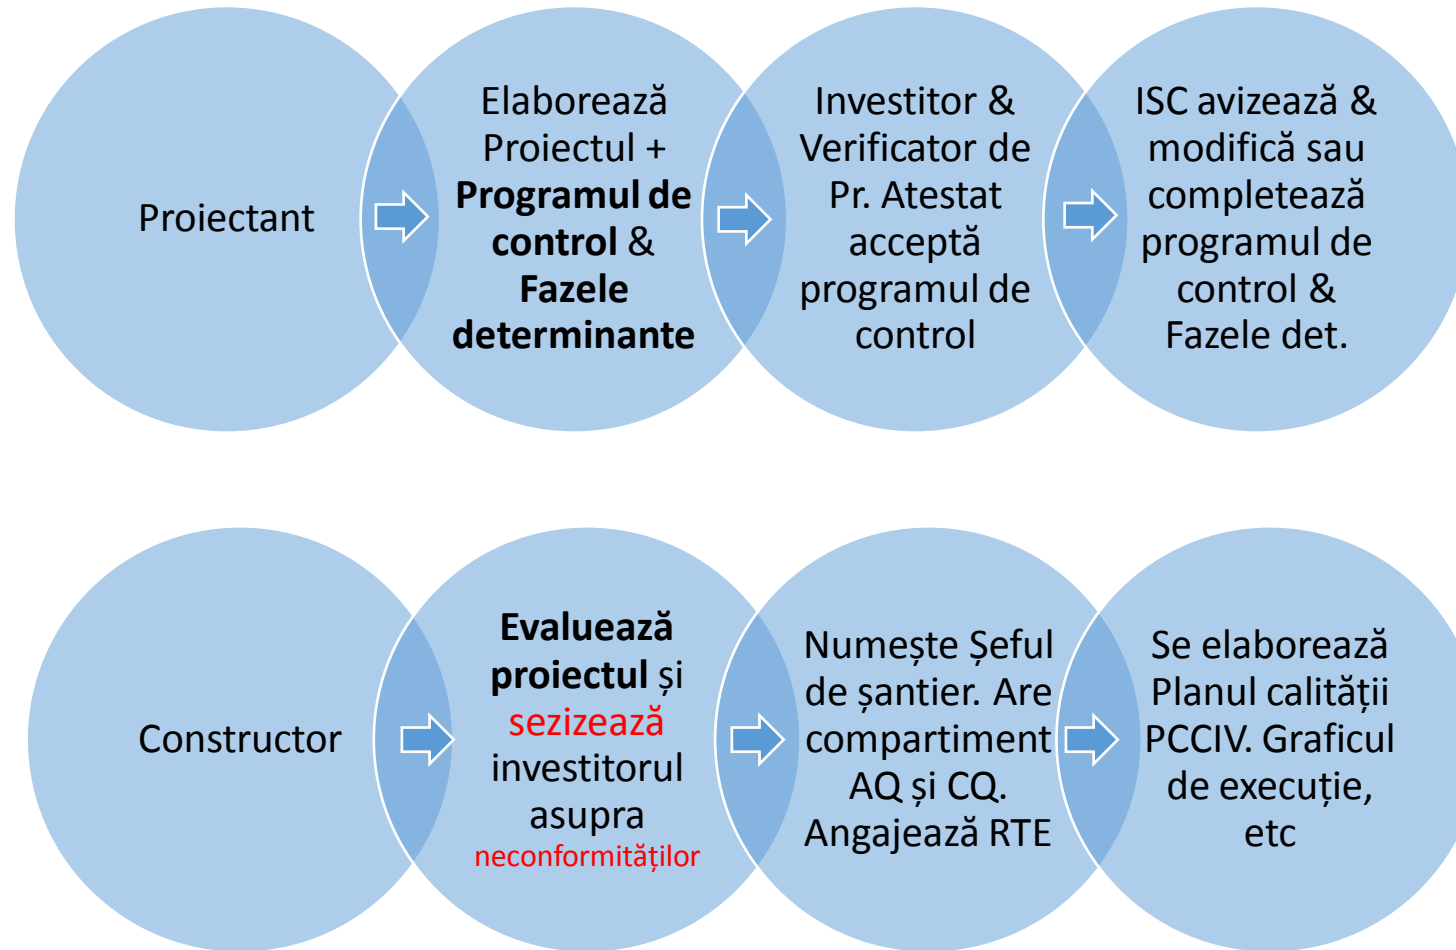 Proiectant
Elaborează
Proiectul +
Programul de
control &
Fazele
determinante
Investitor &
Verificator de
Pr. Atestat
acceptă
programul de
control
ISC avizează &
modifică sau
completează
programul de
control &
Fazele det.
Constructor
Evaluează
proiectul și
sezizează
investitorul
asupra
neconformităților
Numește Șeful
de șantier. Are
compartiment
AQ și CQ.
Angajează RTE
Se elaborează
Planul calității
PCCIV. Graficul
de execuție,
etc